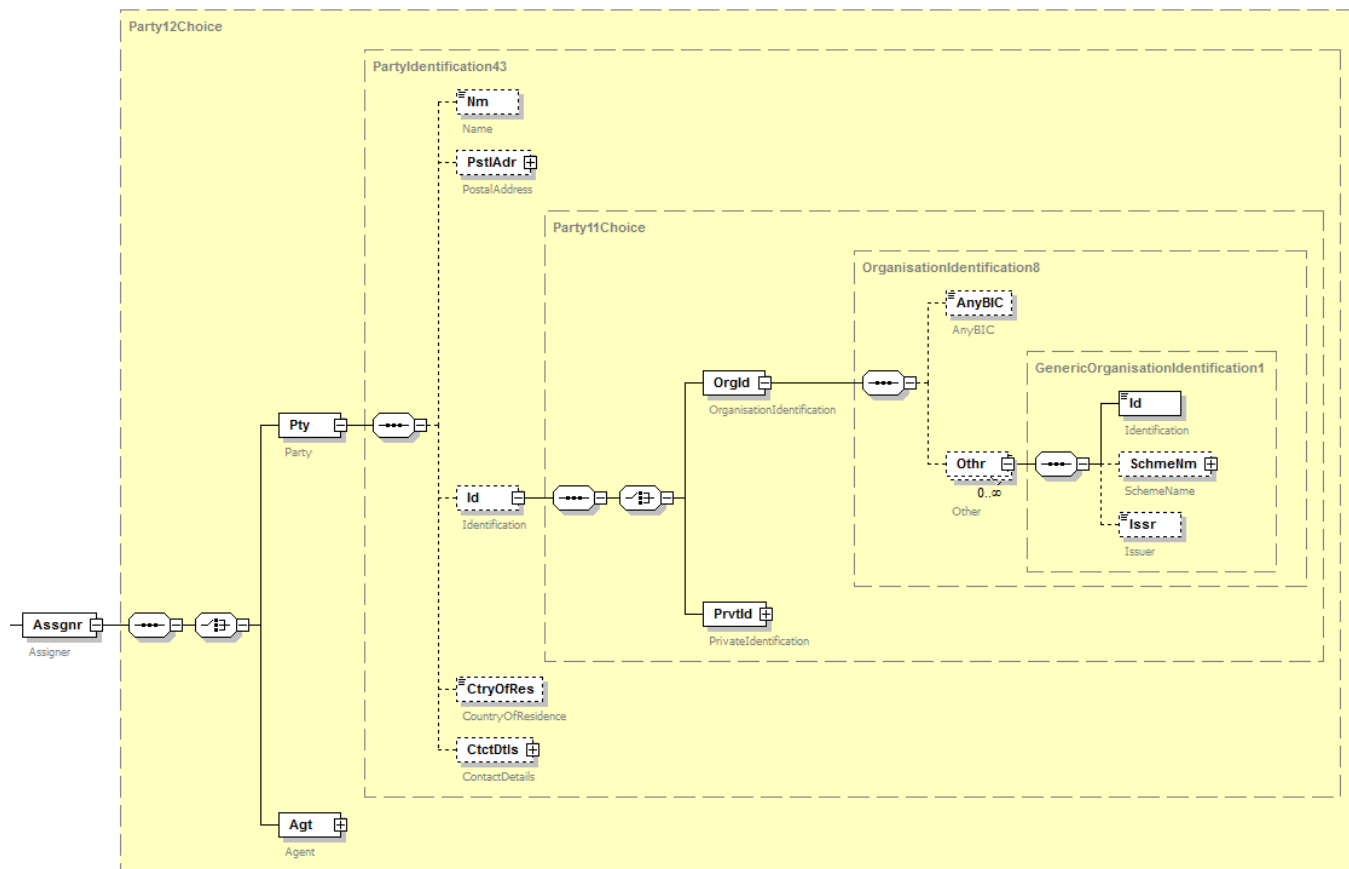 Party12Choice
PartyIdentification43
Nm
Name
PstlAdr
PostalAddress
Party11Choice
OrganisationIdentification8
AnyBIC
AnyBIC
GenericOrganisationIdentification1
OrgId
OrganisationIdentification
Id
Identification
Pty
Party
Othr
0..∞
Other
SchmeNm
SchemeName
Id
Identification
Issr
Issuer
Assgnr
Assigner
PrvtId
PrivateIdentification
CtryOfRes
CountryOfResidence
CtctDtls
ContactDetails
Agt
Agent